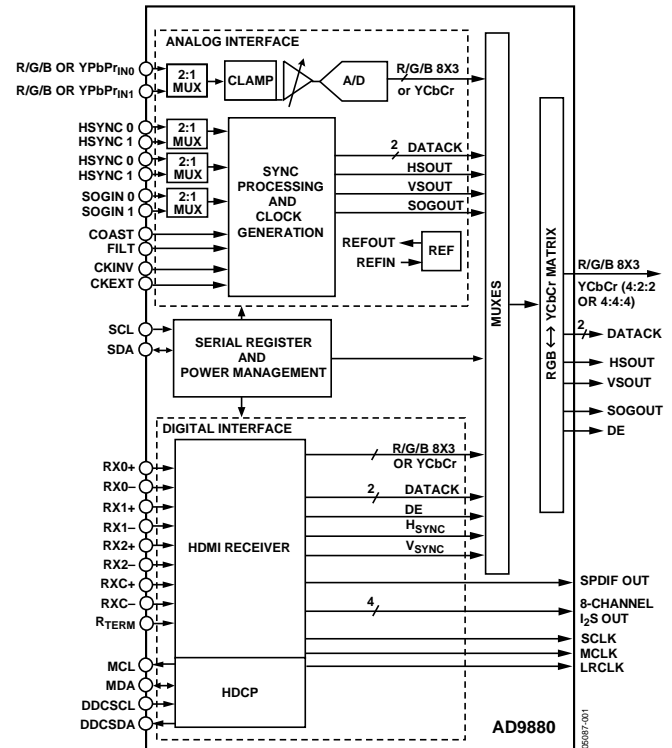 ANALOG INTERFACE
R/G/B OR YPbPrIN0
R/G/B OR YPbPrIN1
2:1
MUX
CLAMP
A/D
R/G/B 8X3
or YCbCr
HSYNC 0
HSYNC 1
2:1
MUX
HSYNC 0
HSYNC 1
2:1
MUX
SOGIN 0
SOGIN 1
2:1
MUX
COAST
FILT
CKINV
CKEXT
SYNC
PROCESSING
AND
CLOCK
GENERATION
2
DATACK
HSOUT
VSOUT
SOGOUT
REFOUT
REFIN
REF
MUXES
RGB ↔ YCbCr MATRIX
R/G/B 8X3
YCbCr (4:2:2
OR 4:4:4)
2
DATACK
HSOUT
VSOUT
SOGOUT
DE
SCL
SDA
SERIAL REGISTER
AND
POWER MANAGEMENT
DIGITAL INTERFACE
RX0+
RX0–
RX1+
RX1–
RX2+
RX2–
RXC+
RXC–
RTERM
HDMI RECEIVER
R/G/B 8X3
OR YCbCr
2
DATACK
DE
HSYNC
VSYNC
SPDIF OUT
4
8-CHANNEL
I2S OUT
SCLK
MCLK
LRCLK
MCL
MDA
DDCSCL
DDCSDA
HDCP
AD9880
05087-001